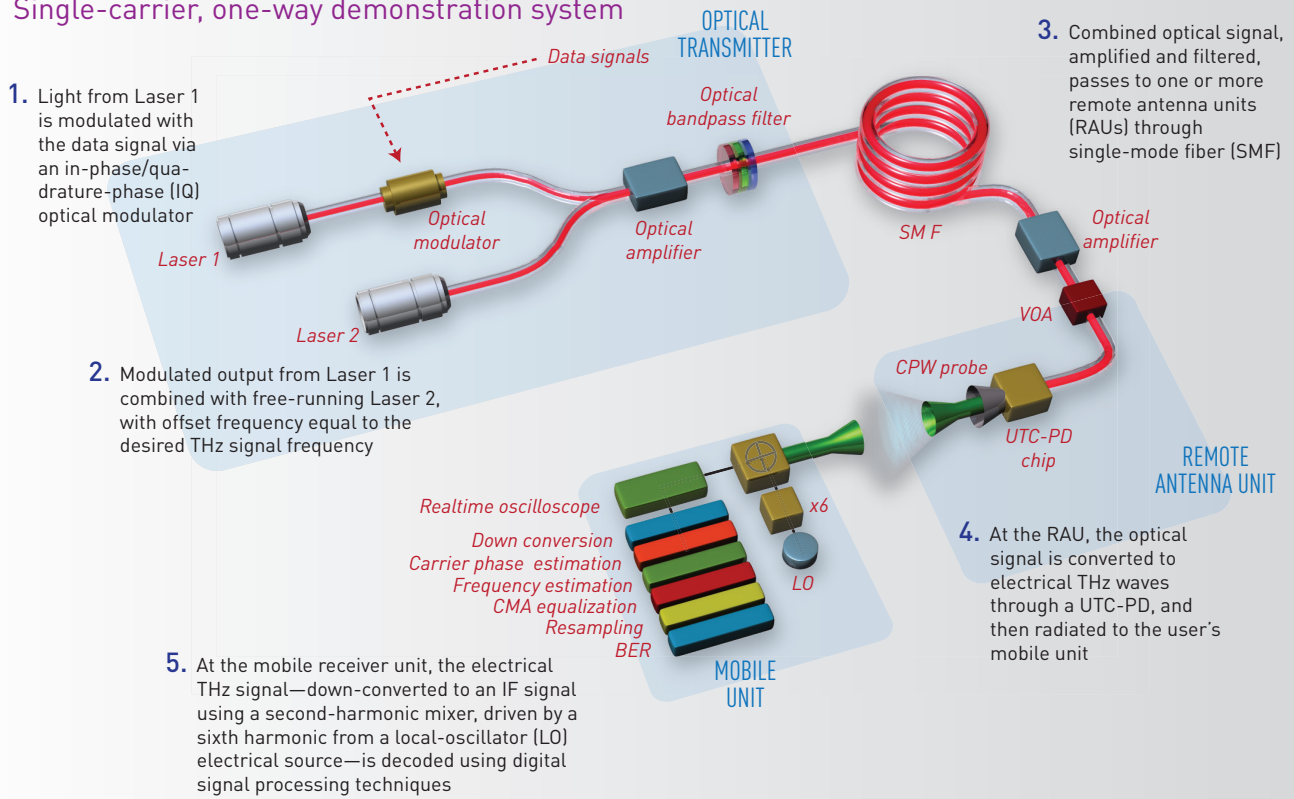 Single-carrier, one-way demonstration system
OPTICAL
TRANSMITTER
Data signals
Optical
bandpass filter
3. Combined optical signal,
amplified and filtered,
passes to one or more
remote antenna units
(RAUs) through
single-mode fiber (SMF)
1. Light from Laser 1
is modulated with
the data signal via
an in-phase/qua-
drature-phase (IQ)
optical modulator
Optical
modulator
Optical
amplifier
SM F
Optical
amplifier
Laser 1
Laser 2
VOA
2. Modulated output from Laser 1 is
combined with free-running Laser 2,
with offset frequency equal to the
desired THz signal frequency
CPW probe
UTC-PD
chip
REMOTE
ANTENNA UNIT
Realtime oscilloscope
x6
Down conversion
Carrier phase estimation
Frequency estimation
CMA equalization
Resampling
BER
LO
4. At the RAU, the optical
signal is converted to
electrical THz waves
through a UTC-PD, and
then radiated to the user's
mobile unit
MOBILE
UNIT
5. At the mobile receiver unit, the electrical
THz signal—down-converted to an IF signal
using a second-harmonic mixer, driven by a
sixth harmonic from a local-oscillator (LO)
electrical source—is decoded using digital
signal processing techniques